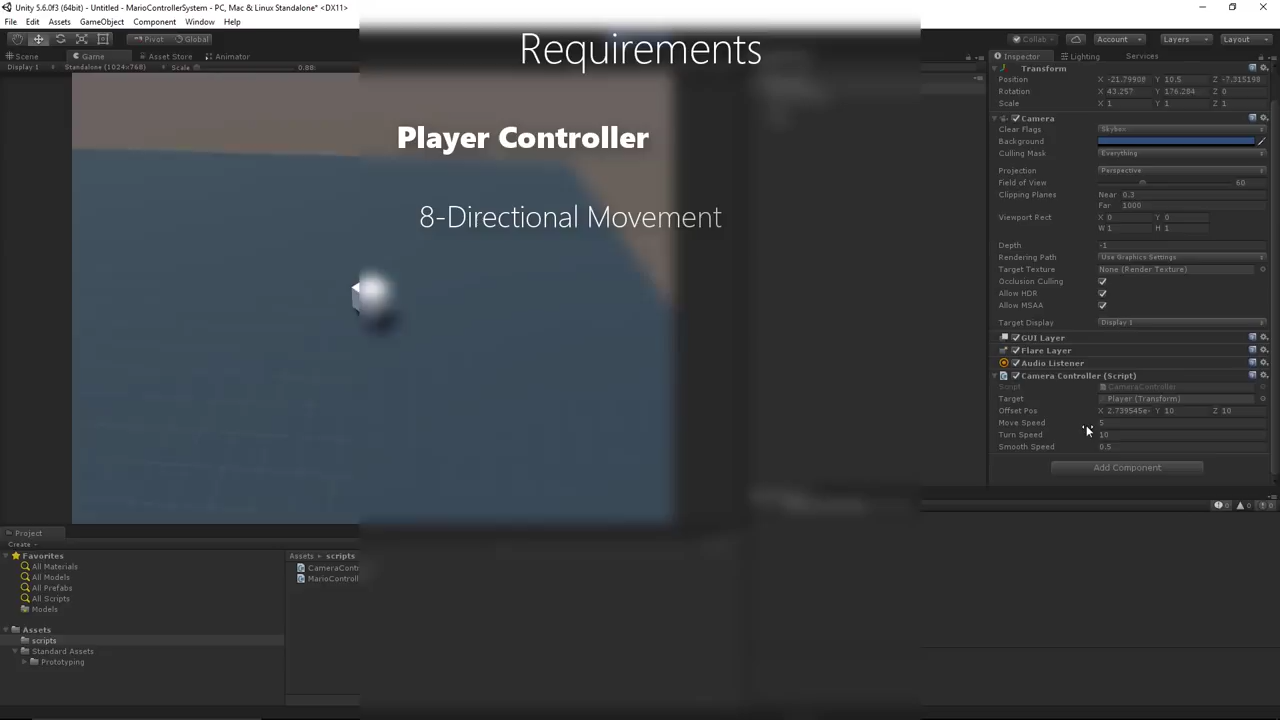 Unity 5.6.0f3 (64bit) - Untitled - MarioControllerSystem - PC, Mac & Linux Standalone* <DX11>
File Edit Assets GameObject Component Window Help
Pivot Global
Collab Account Layers Layout
Scene Game Asset Store Animator
Display 1 Standalone (1024x768) Scale 0.88
Requirements
Player Controller
8-Directional Movement
Inspector Lighting Services
Transform
Position X -21.79908 Y 10.5 Z -7.315198
Rotation X 43.257 Y 176.284 Z 0
Scale X 1 Y 1 Z 1
Camera
Clear Flags Skybox
Background
Culling Mask Everything
Projection Perspective
Field of View 60
Clipping Planes Near 0.3
Far 1000
Viewport Rect X 0 Y 0
W 1 H 1
Depth -1
Rendering Path Use Graphics Settings
Target Texture None (Render Texture)
Occlusion Culling
Allow HDR
Allow MSAA
Target Display Display 1
GUI Layer
Flare Layer
Audio Listener
Camera Controller (Script)
Script CameraController
Target Player (Transform)
Offset Pos X 2.739545e- Y 10 Z 10
Move Speed 5
Turn Speed 10
Smooth Speed 0.5
Add Component
0 0 0
Project
Create
Favorites
All Materials
All Models
All Prefabs
All Scripts
Models
Assets
scripts
Standard Assets
Prototyping
Assets scripts
CameraContr
MarioControll